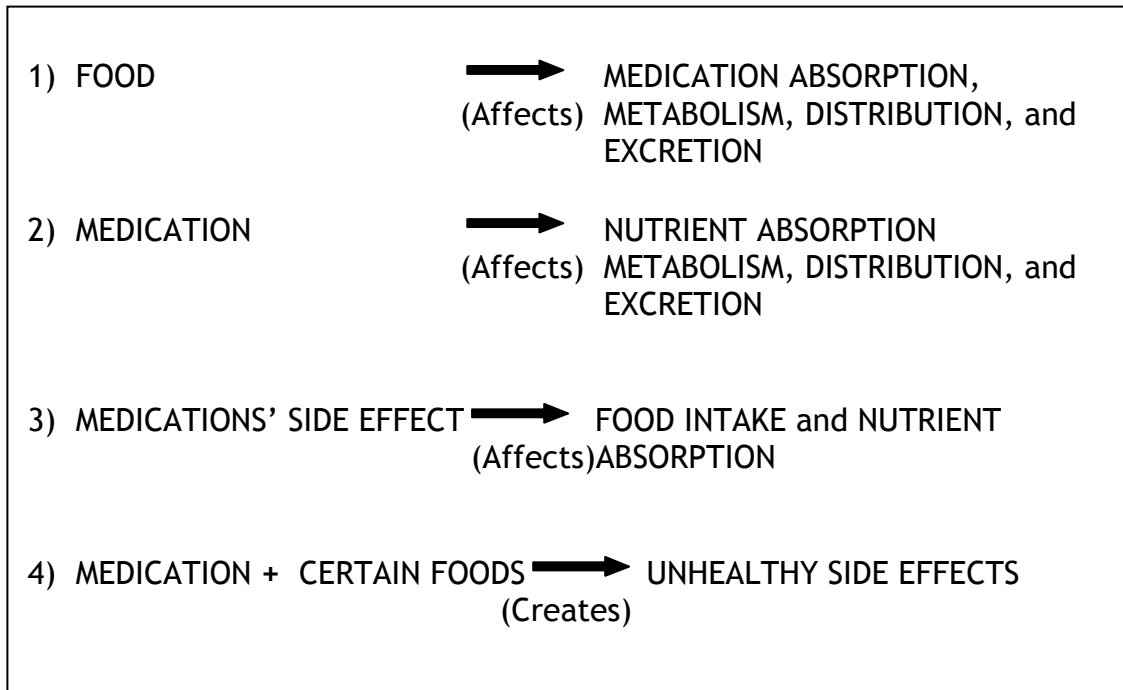 1) FOOD MEDICATION ABSORPTION,
(Affects) METABOLISM, DISTRIBUTION, and
EXCRETION
2) MEDICATION NUTRIENT ABSORPTION
(Affects) METABOLISM, DISTRIBUTION, and
EXCRETION
3) MEDICATIONS’ SIDE EFFECT FOOD INTAKE and NUTRIENT
(Affects)ABSORPTION
4) MEDICATION + CERTAIN FOODS UNHEALTHY SIDE EFFECTS
(Creates)